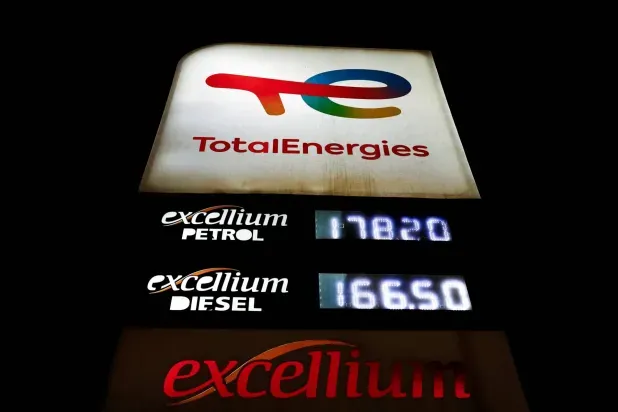 TotalEnergies
excellium
PETROL
178.20
excellium
DIESEL
166.50
excellium